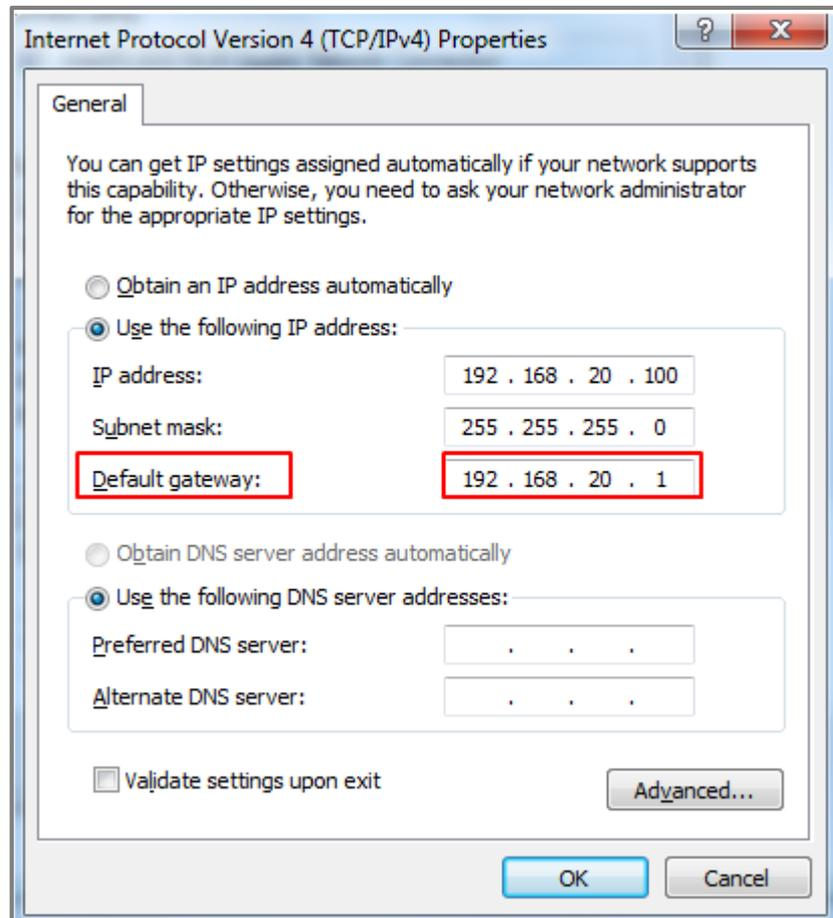 Internet Protocol Version 4 (TCP/IPv4) Properties
General
You can get IP settings assigned automatically if your network supports
this capability. Otherwise, you need to ask your network administrator
for the appropriate IP settings.
Obtain an IP address automatically
Use the following IP address:
IP address: 192 . 168 . 20 . 100
Subnet mask: 255 . 255 . 255 . 0
Default gateway: 192 . 168 . 20 . 1
Obtain DNS server address automatically
Use the following DNS server addresses:
Preferred DNS server: . . .
Alternate DNS server: . . .
Validate settings upon exit
Advanced...
OK Cancel